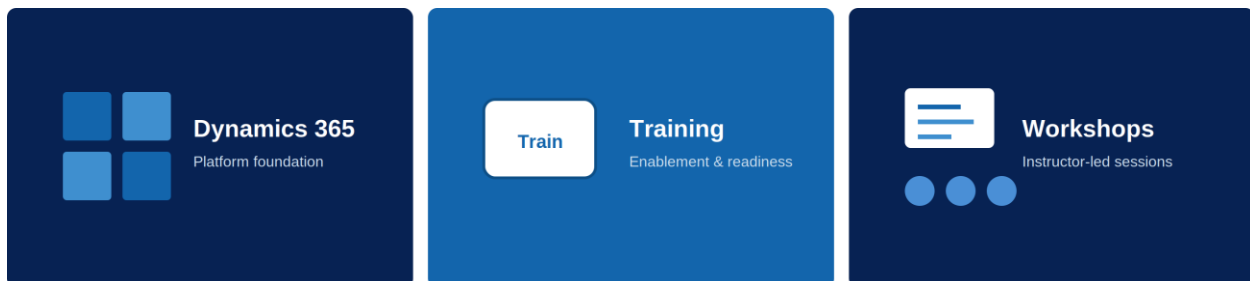 Dynamics 365
Platform foundation
Train
Training
Enablement & readiness
Workshops
Instructor-led sessions